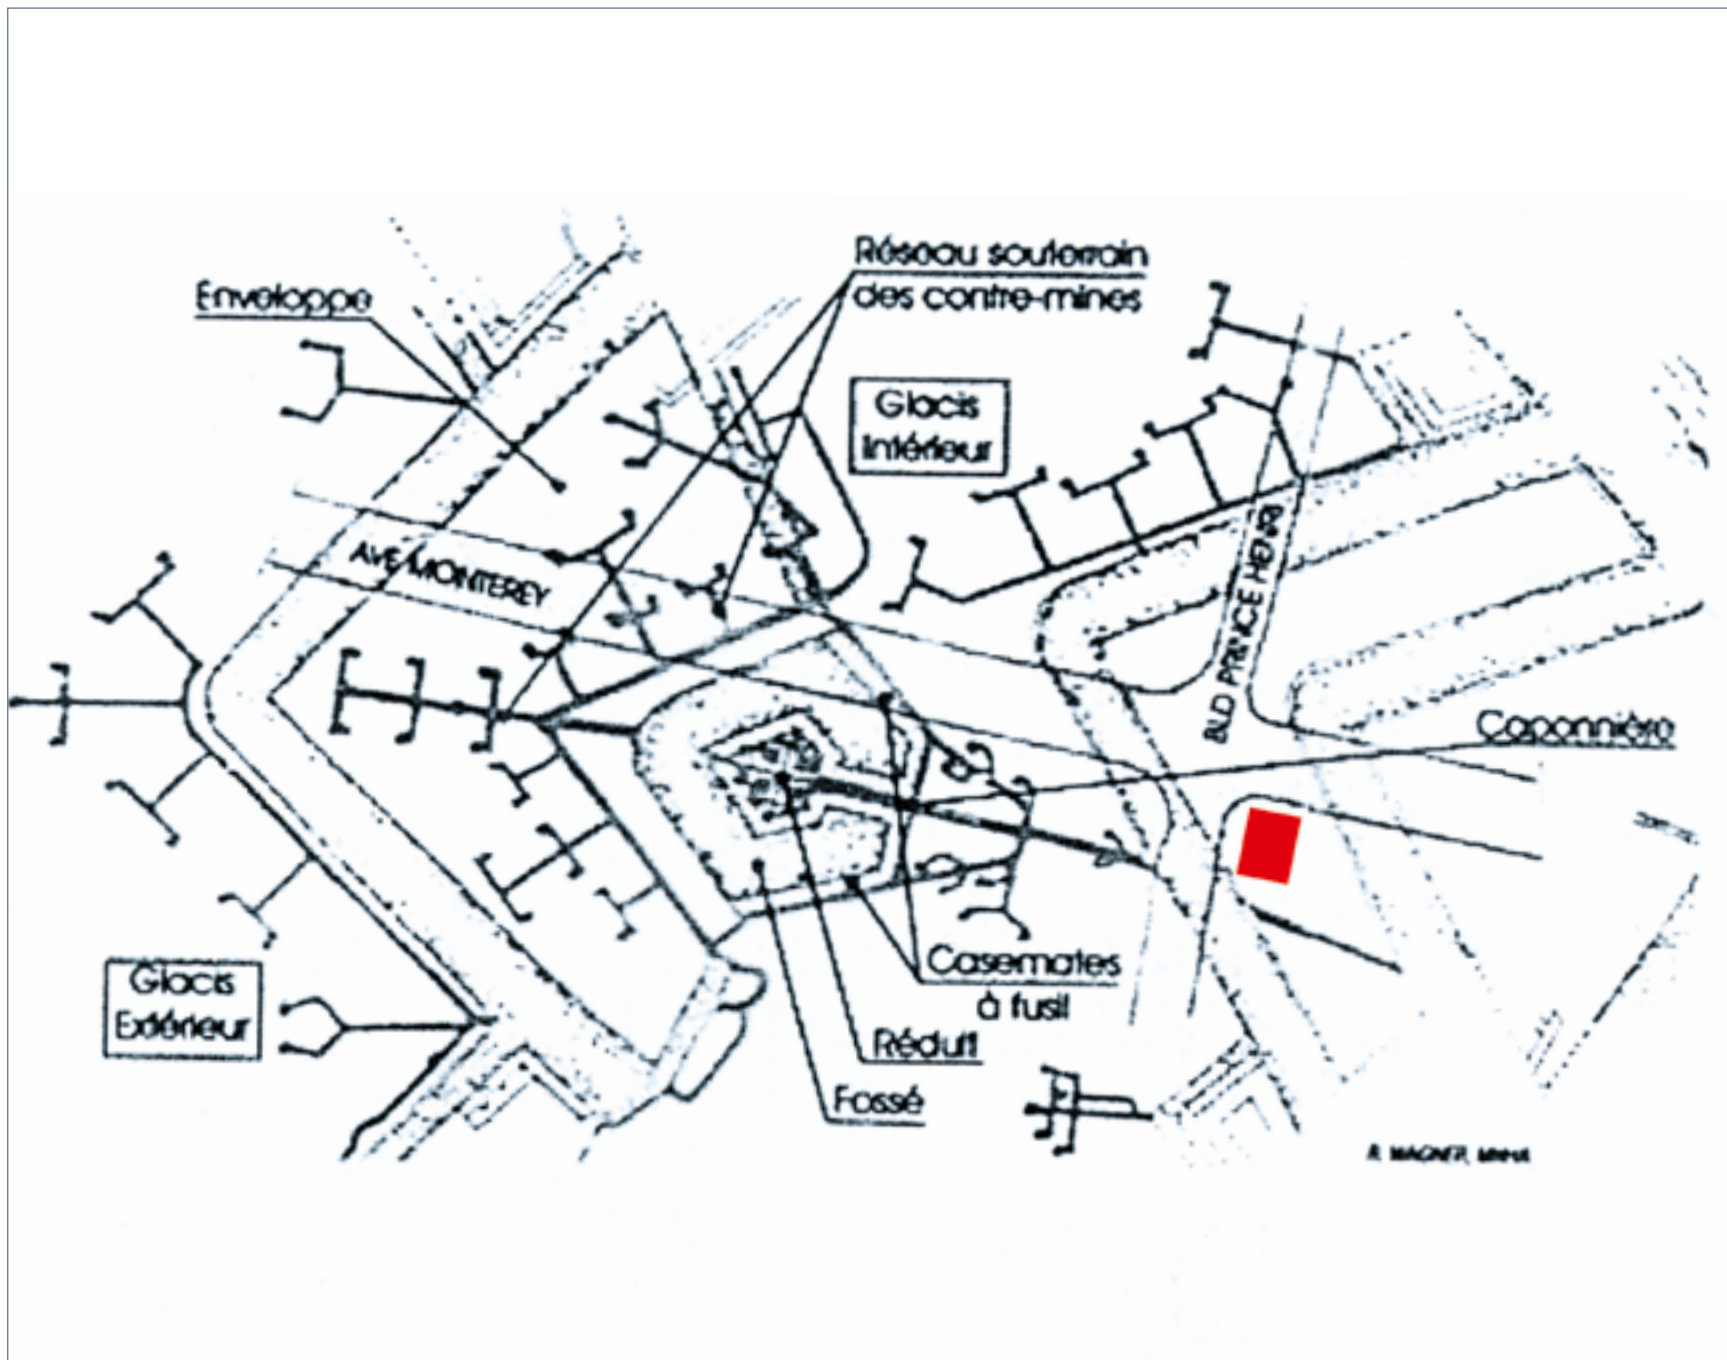 Réseau souterrain
des contre-mines
Enveloppe
Glacis
Intérieur
AVE MONTEREY
BLD PRINCE HENRI
Caponnière
Casemates
à fusil
Glacis
Extérieur
Réduit
Fossé
R. WAGNER,